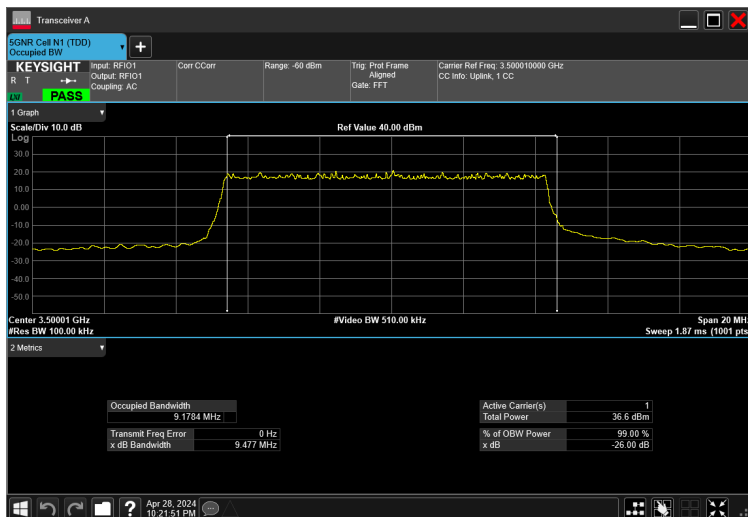 Transceiver A
5GNR Cell N1 (TDD)
Occupied BW
KEYSIGHT
R T
LXI
PASS
Input: RFIO1
Output: RFIO1
Coupling: AC
Corr CCorr
Range: -60 dBm
Trig: Prot Frame
Aligned
Gate: FFT
Carrier Ref Freq: 3.500010000 GHz
CC Info: Uplink, 1 CC
1 Graph
Scale/Div 10.0 dB
Ref Value 40.00 dBm
Log
30.0
20.0
10.0
0.00
-10.0
-20.0
-30.0
-40.0
-50.0
Center 3.50001 GHz
#Video BW 510.00 kHz
Span 20 MH
#Res BW 100.00 kHz
Sweep 1.87 ms (1001 pts
2 Metrics
Occupied Bandwidth
9.1784 MHz
Transmit Freq Error 0 Hz
x dB Bandwidth 9.477 MHz
Active Carrier(s) 1
Total Power 36.6 dBm
% of OBW Power 99.00 %
x dB -26.00 dB
?
Apr 28, 2024
10:21:51 PM